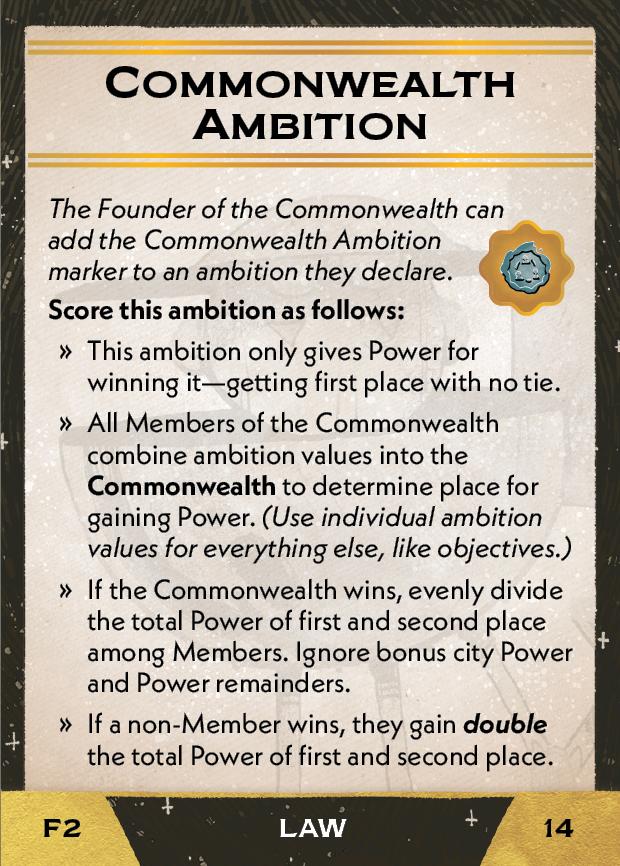 COMMONWEALTH
AMBITION
The Founder of the Commonwealth can
add the Commonwealth Ambition
marker to an ambition they declare.
Score this ambition as follows:
» This ambition only gives Power for
winning it—getting first place with no tie.
» All Members of the Commonwealth
combine ambition values into the
Commonwealth to determine place for
gaining Power. (Use individual ambition
values for everything else, like objectives.)
» If the Commonwealth wins, evenly divide
the total Power of first and second place
among Members. Ignore bonus city Power
and Power remainders.
» If a non-Member wins, they gain double
the total Power of first and second place.
F2 LAW 14